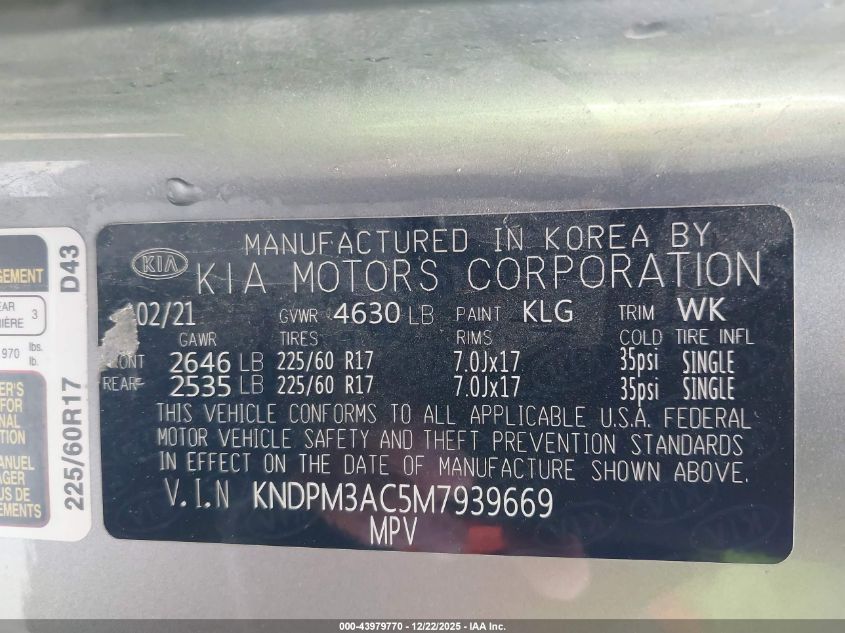 MANUFACTURED IN KOREA BY
KIA
KIA MOTORS CORPORATION
02/21 GVWR 4630 LB PAINT KLG TRIM WK
GAWR TIRES RIMS COLD TIRE INFL
2646 LB 225/60 R17 7.0Jx17 35psi SINGLE
REAR 2535 LB 225/60 R17 7.0Jx17 35psi SINGLE
THIS VEHICLE CONFORMS TO ALL APPLICABLE U.S.A. FEDERAL
MOTOR VEHICLE SAFETY AND THEFT PREVENTION STANDARDS
IN EFFECT ON THE DATE OF MANUFACTURE SHOWN ABOVE.
V.I.N KNDPM3AC5M7939669
MPV
3
970 lbs.
lb.
225/60R17 D43
000-43979770 - 12/22/2025 - IAA Inc.